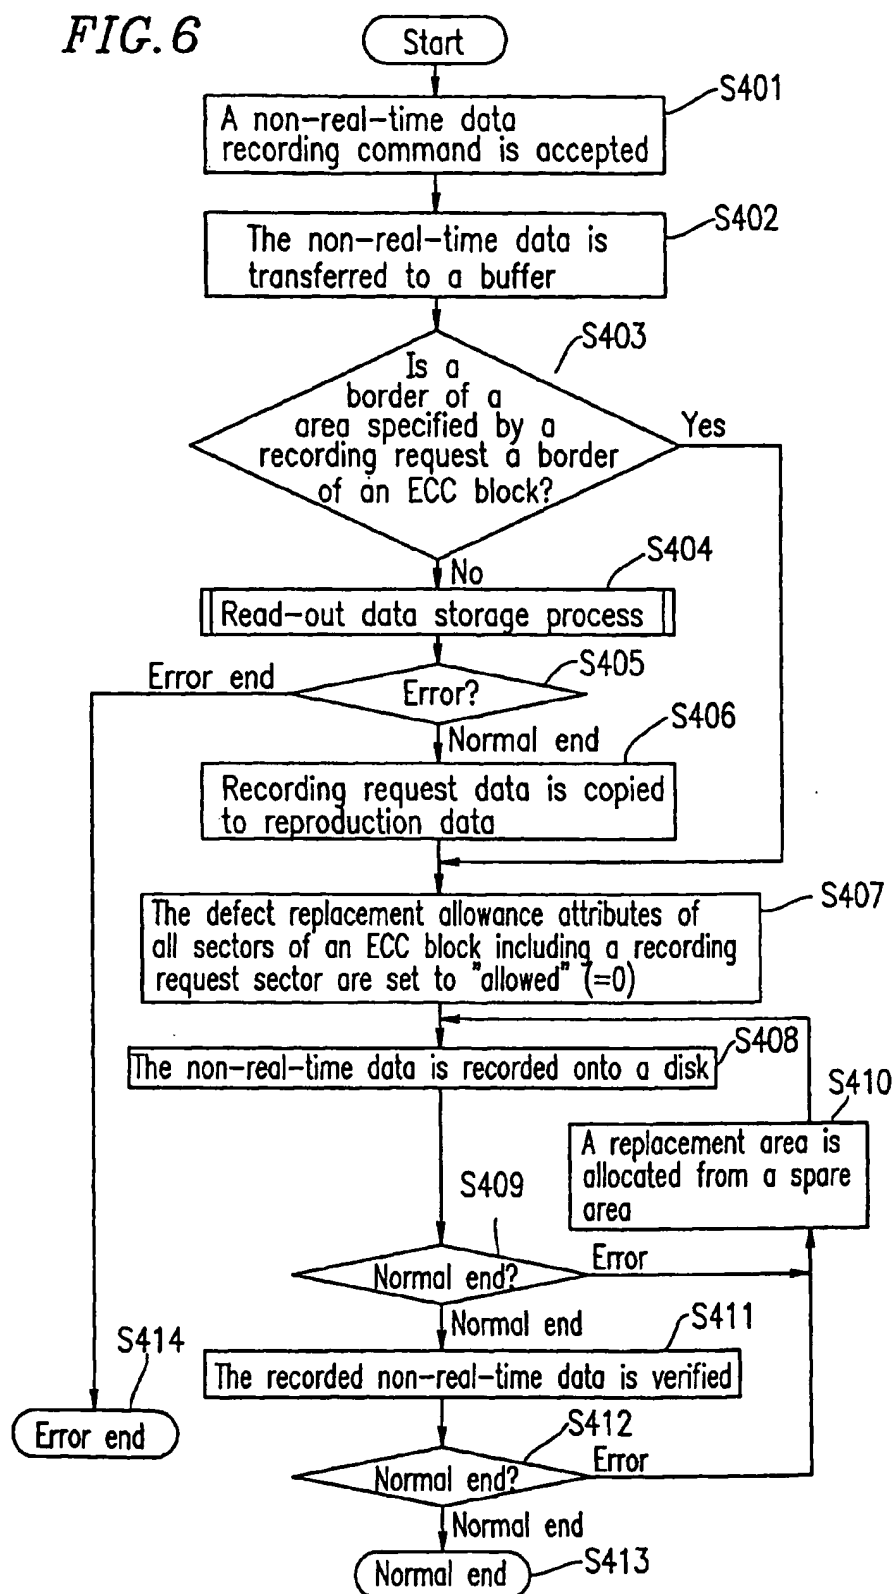 FIG. 6
Start
S401
A non-real-time data
recording command is accepted
S402
The non-real-time data is
transferred to a buffer
S403
Is a
border of a
area specified by a
recording request a border
of an ECC block?
Yes
No
S404
Read-out data storage process
S405
Error end
Error?
Normal end
S406
Recording request data is copied
to reproduction data
S407
The defect replacement allowance attributes of
all sectors of an ECC block including a recording
request sector are set to "allowed" (=0)
S408
The non-real-time data is recorded onto a disk
S410
A replacement area is
allocated from a spare
area
S409
Normal end?
Error
Normal end
S411
The recorded non-real-time data is verified
S414
Error end
S412
Normal end?
Error
Normal end
S413
Normal end